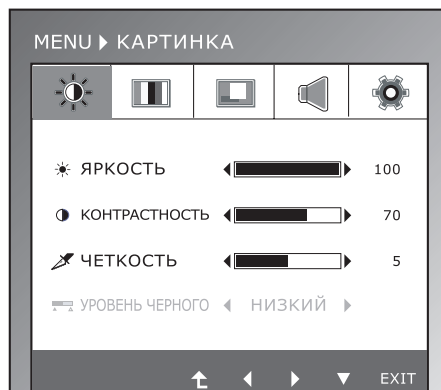 MENU КАРТИНКА
ЯРКОСТЬ 100
КОНТРАСТНОСТЬ 70
ЧЕТКОСТЬ 5
УРОВЕНЬ ЧЕРНОГО НИЗКИЙ
EXIT